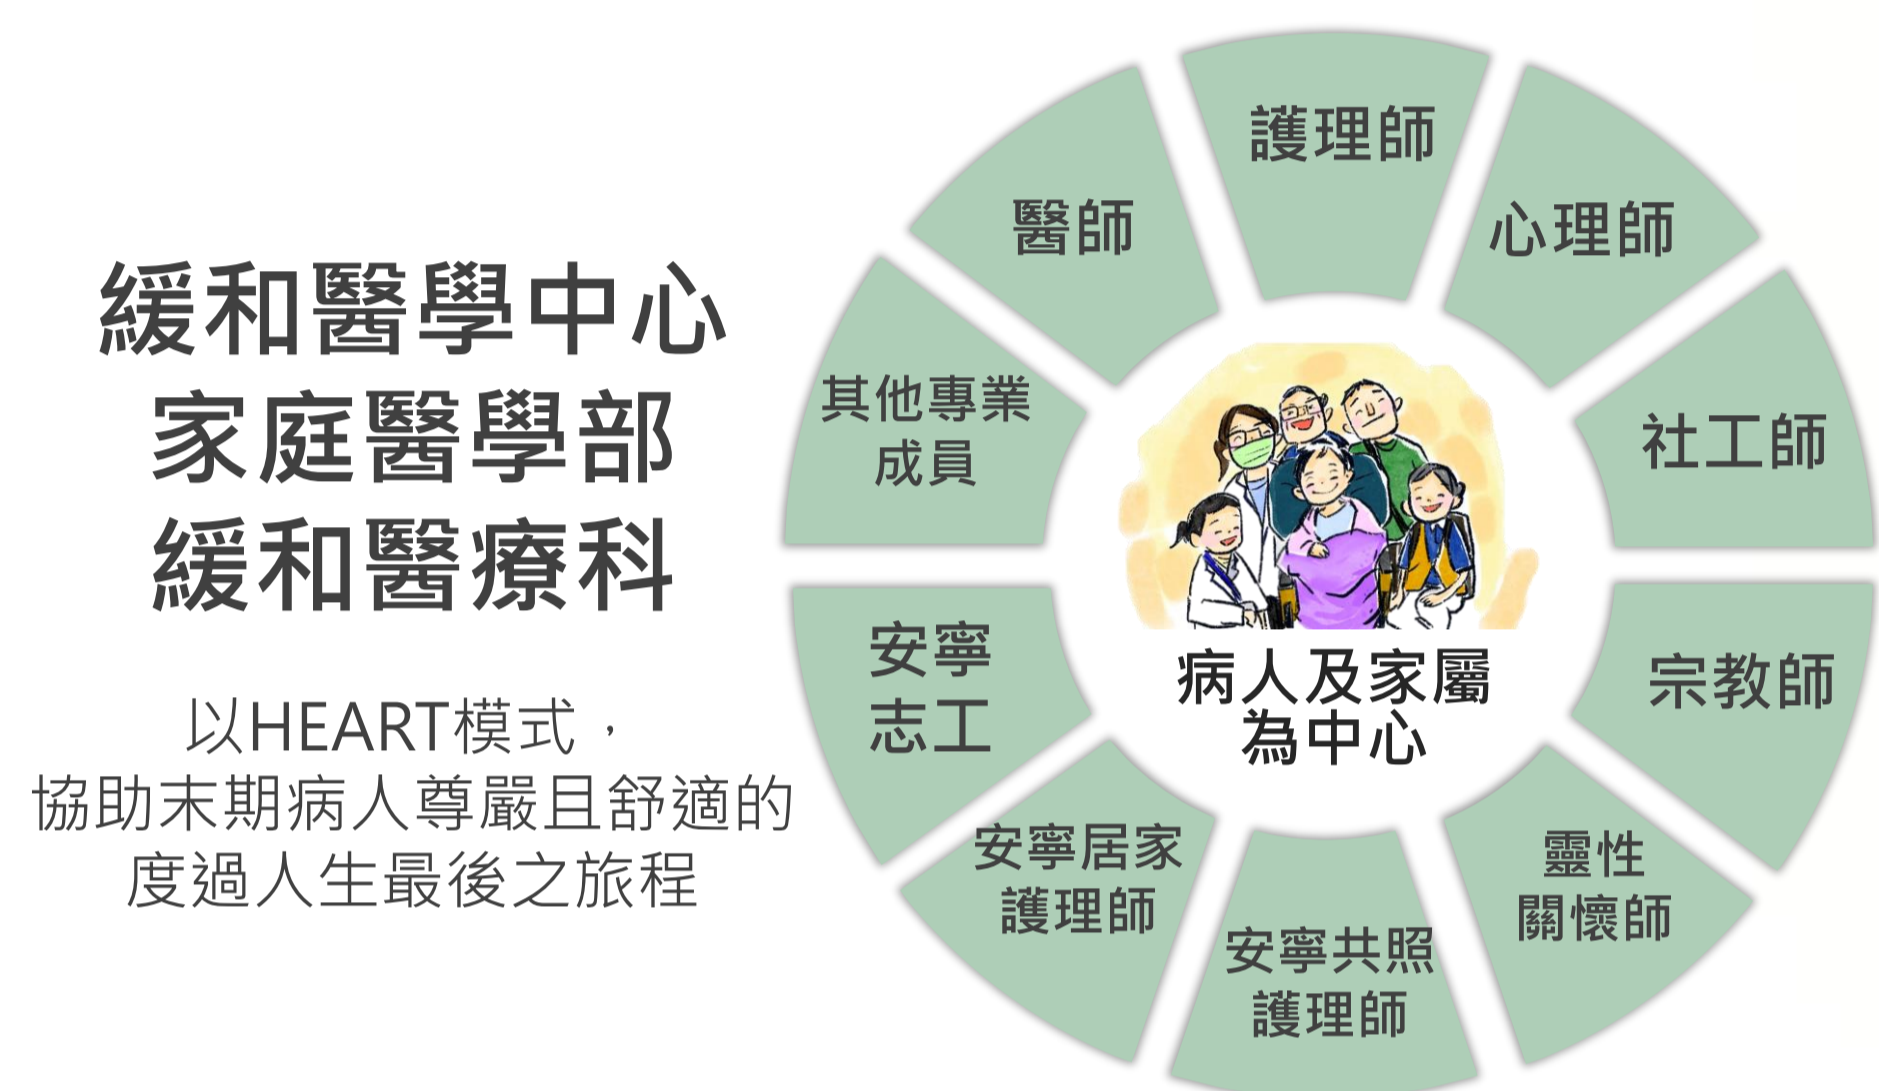 緩和醫學中心
家庭醫學部
緩和醫療科
以HEART模式，
協助末期病人尊嚴且舒適的
度過人生最後之旅程
護理師
心理師
社工師
宗教師
靈性
關懷師
安寧共照
護理師
安寧居家
護理師
安寧
志工
其他專業
成員
醫師
病人及家屬
為中心